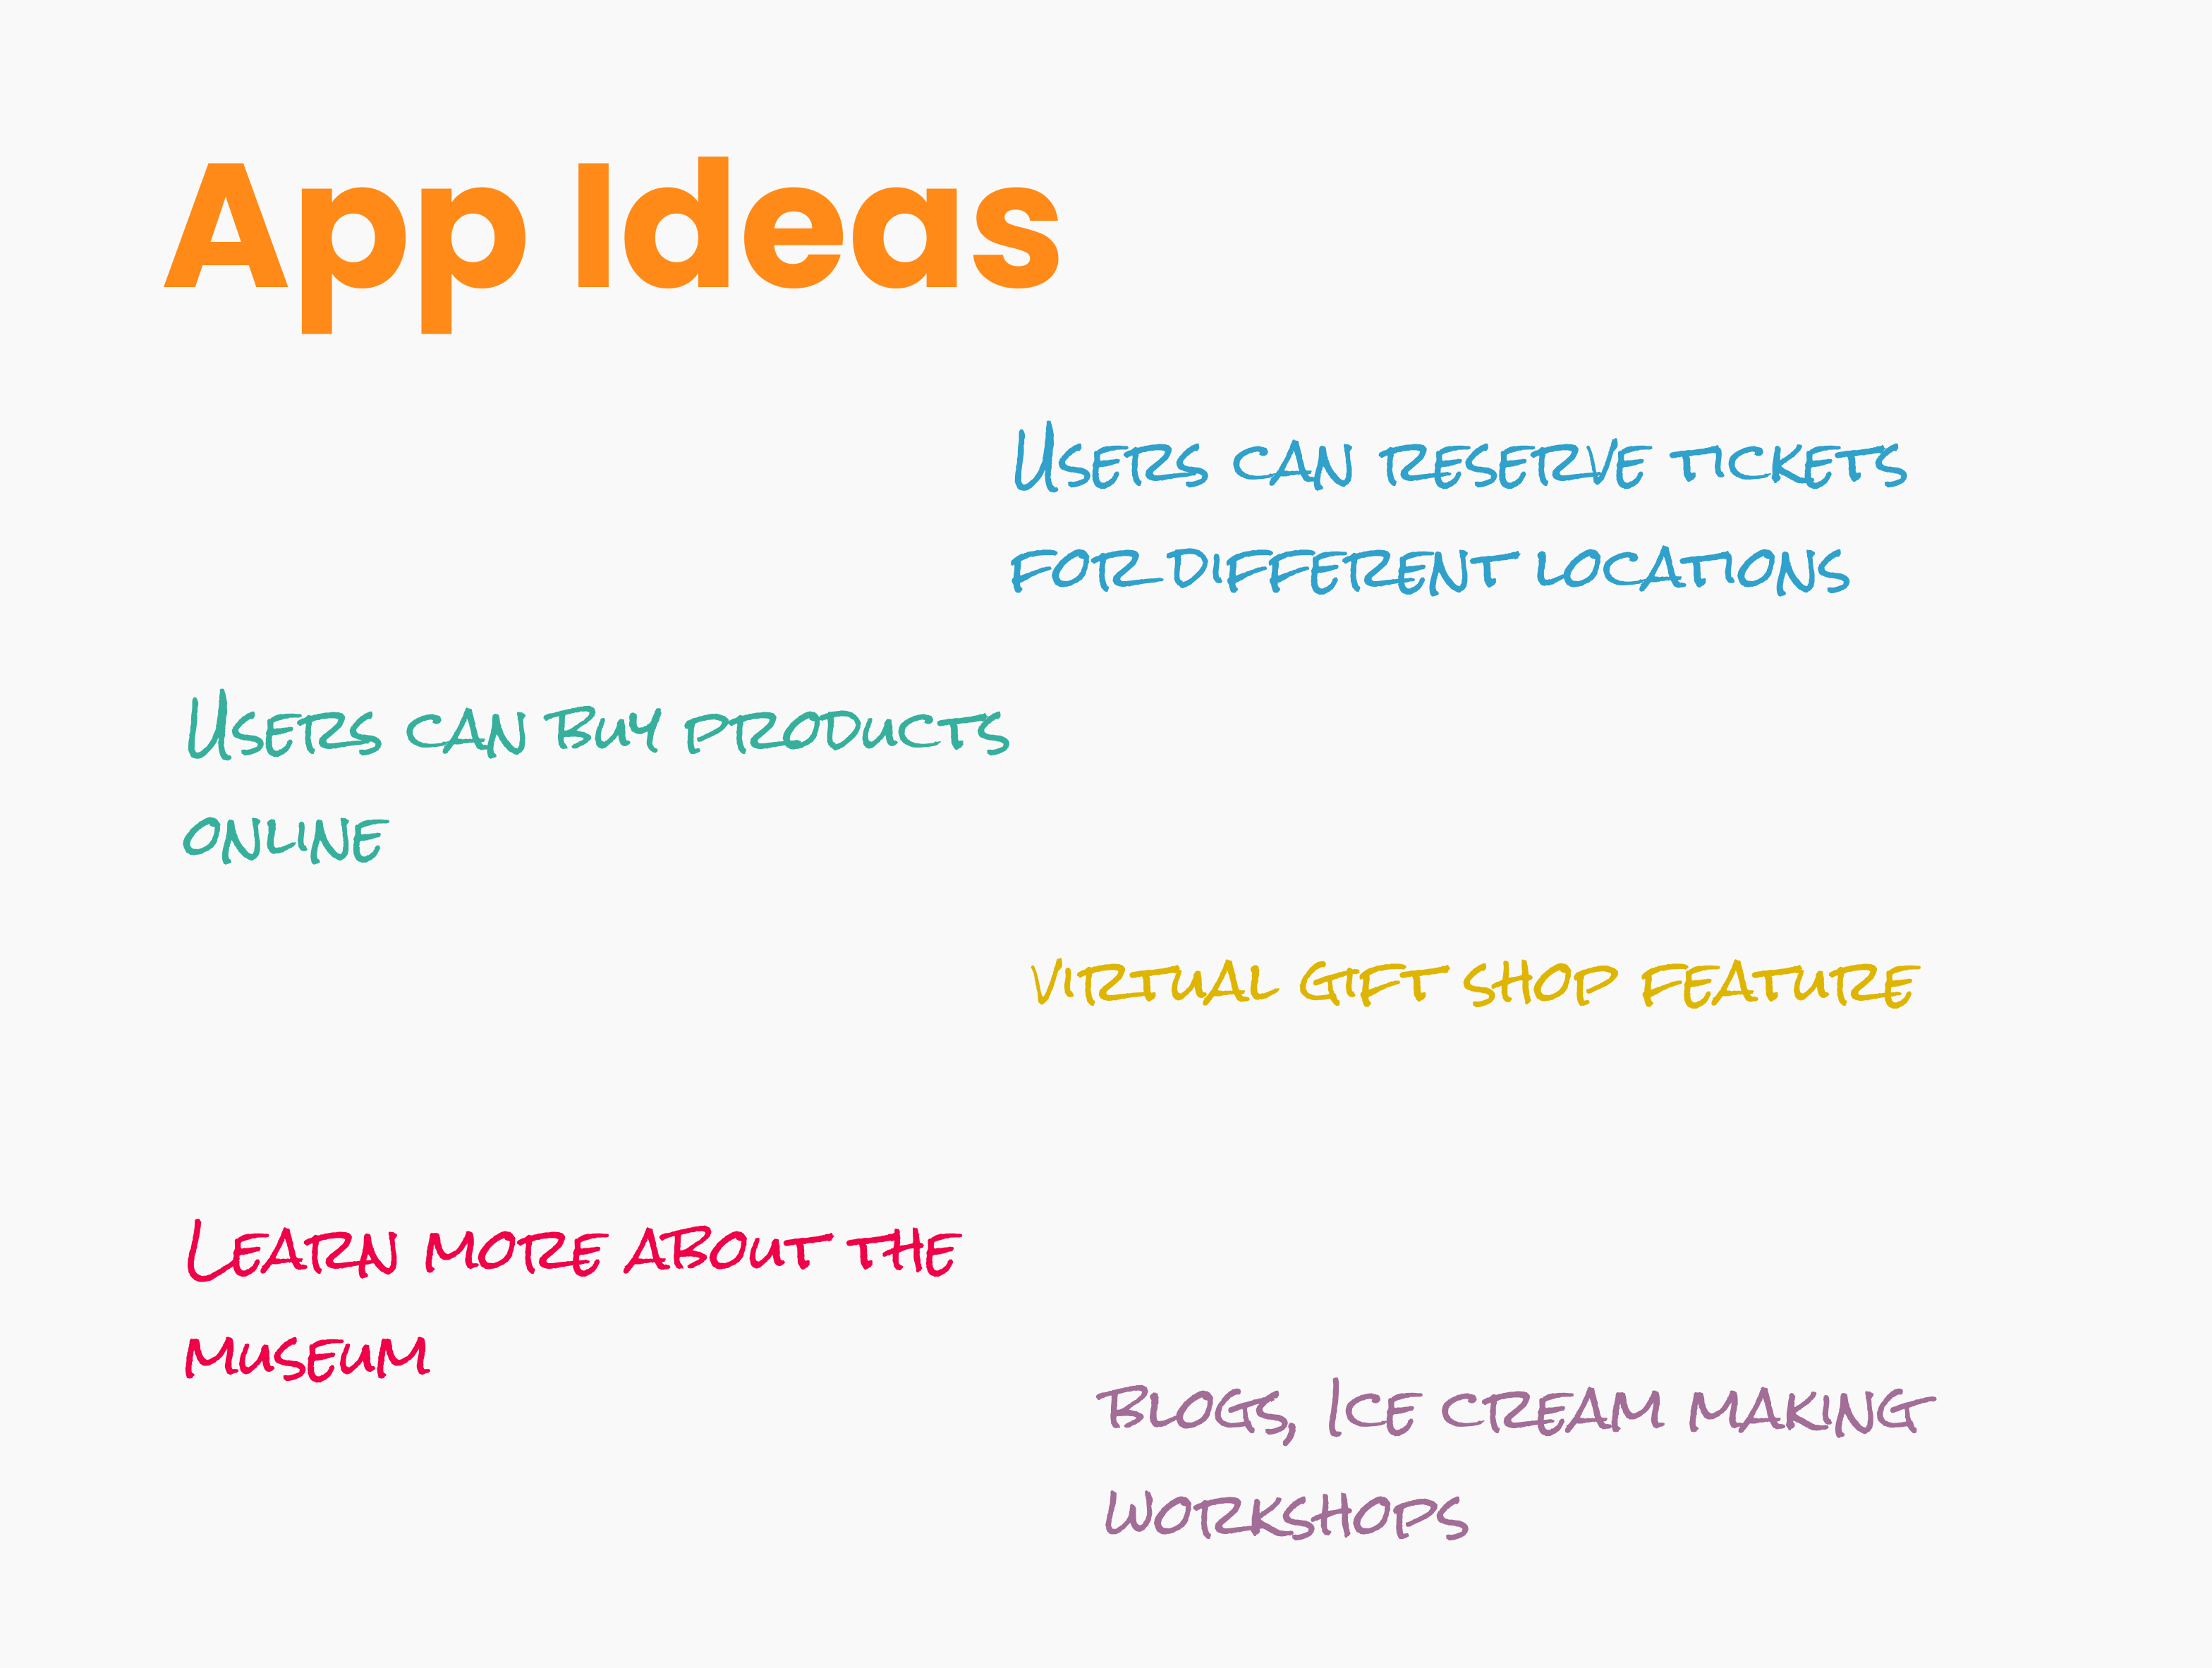 App Ideas
Users can reserve tickets
for different locations
Users can buy products
online
virtual gift shop feature
Learn more about the
museum
Blogs, Ice cream making
workshops